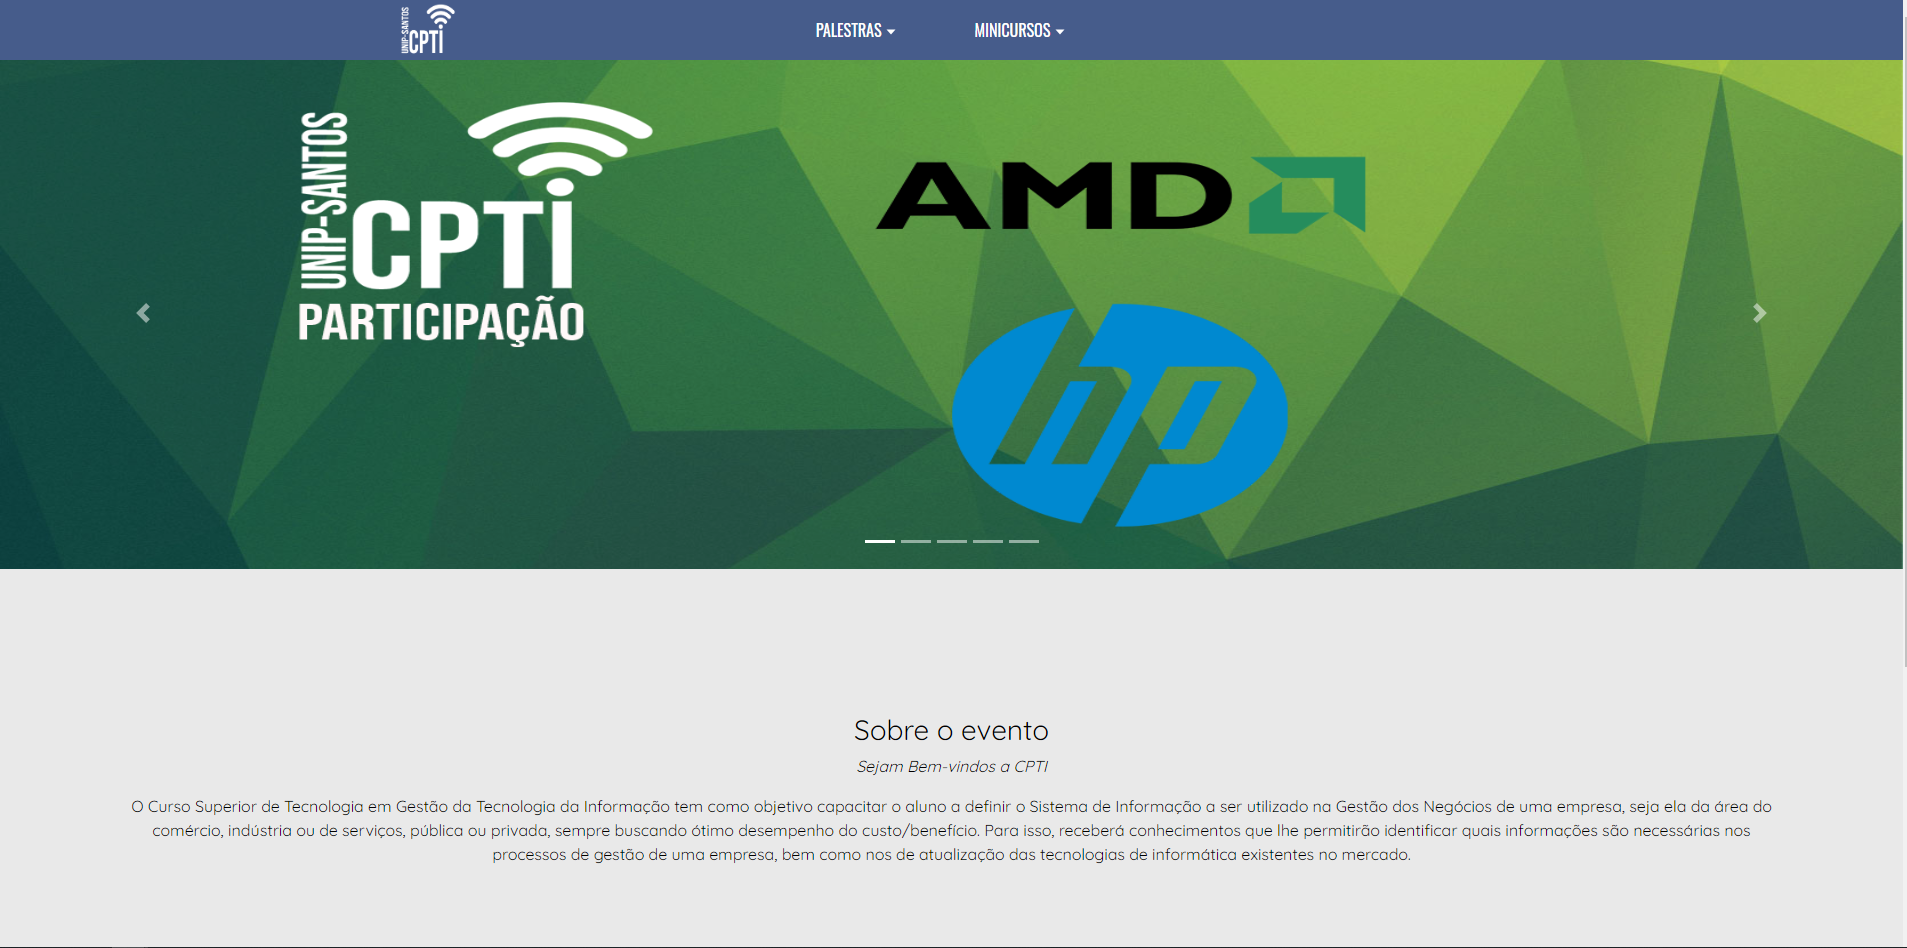 UNIP-SANTOS
CPTI
PALESTRAS
MINICURSOS
UNIP-SANTOS
CPTI
PARTICIPAÇÃO
AMD
hp
Sobre o evento
Sejam Bem-vindos a CPTI
O Curso Superior de Tecnologia em Gestão da Tecnologia da Informação tem como objetivo capacitar o aluno a definir o Sistema de Informação a ser utilizado na Gestão dos Negócios de uma empresa, seja ela da área do
comércio, indústria ou de serviços, pública ou privada, sempre buscando ótimo desempenho do custo/benefício. Para isso, receberá conhecimentos que lhe permitirão identificar quais informações são necessárias nos
processos de gestão de uma empresa, bem como nos de atualização das tecnologias de informática existentes no mercado.